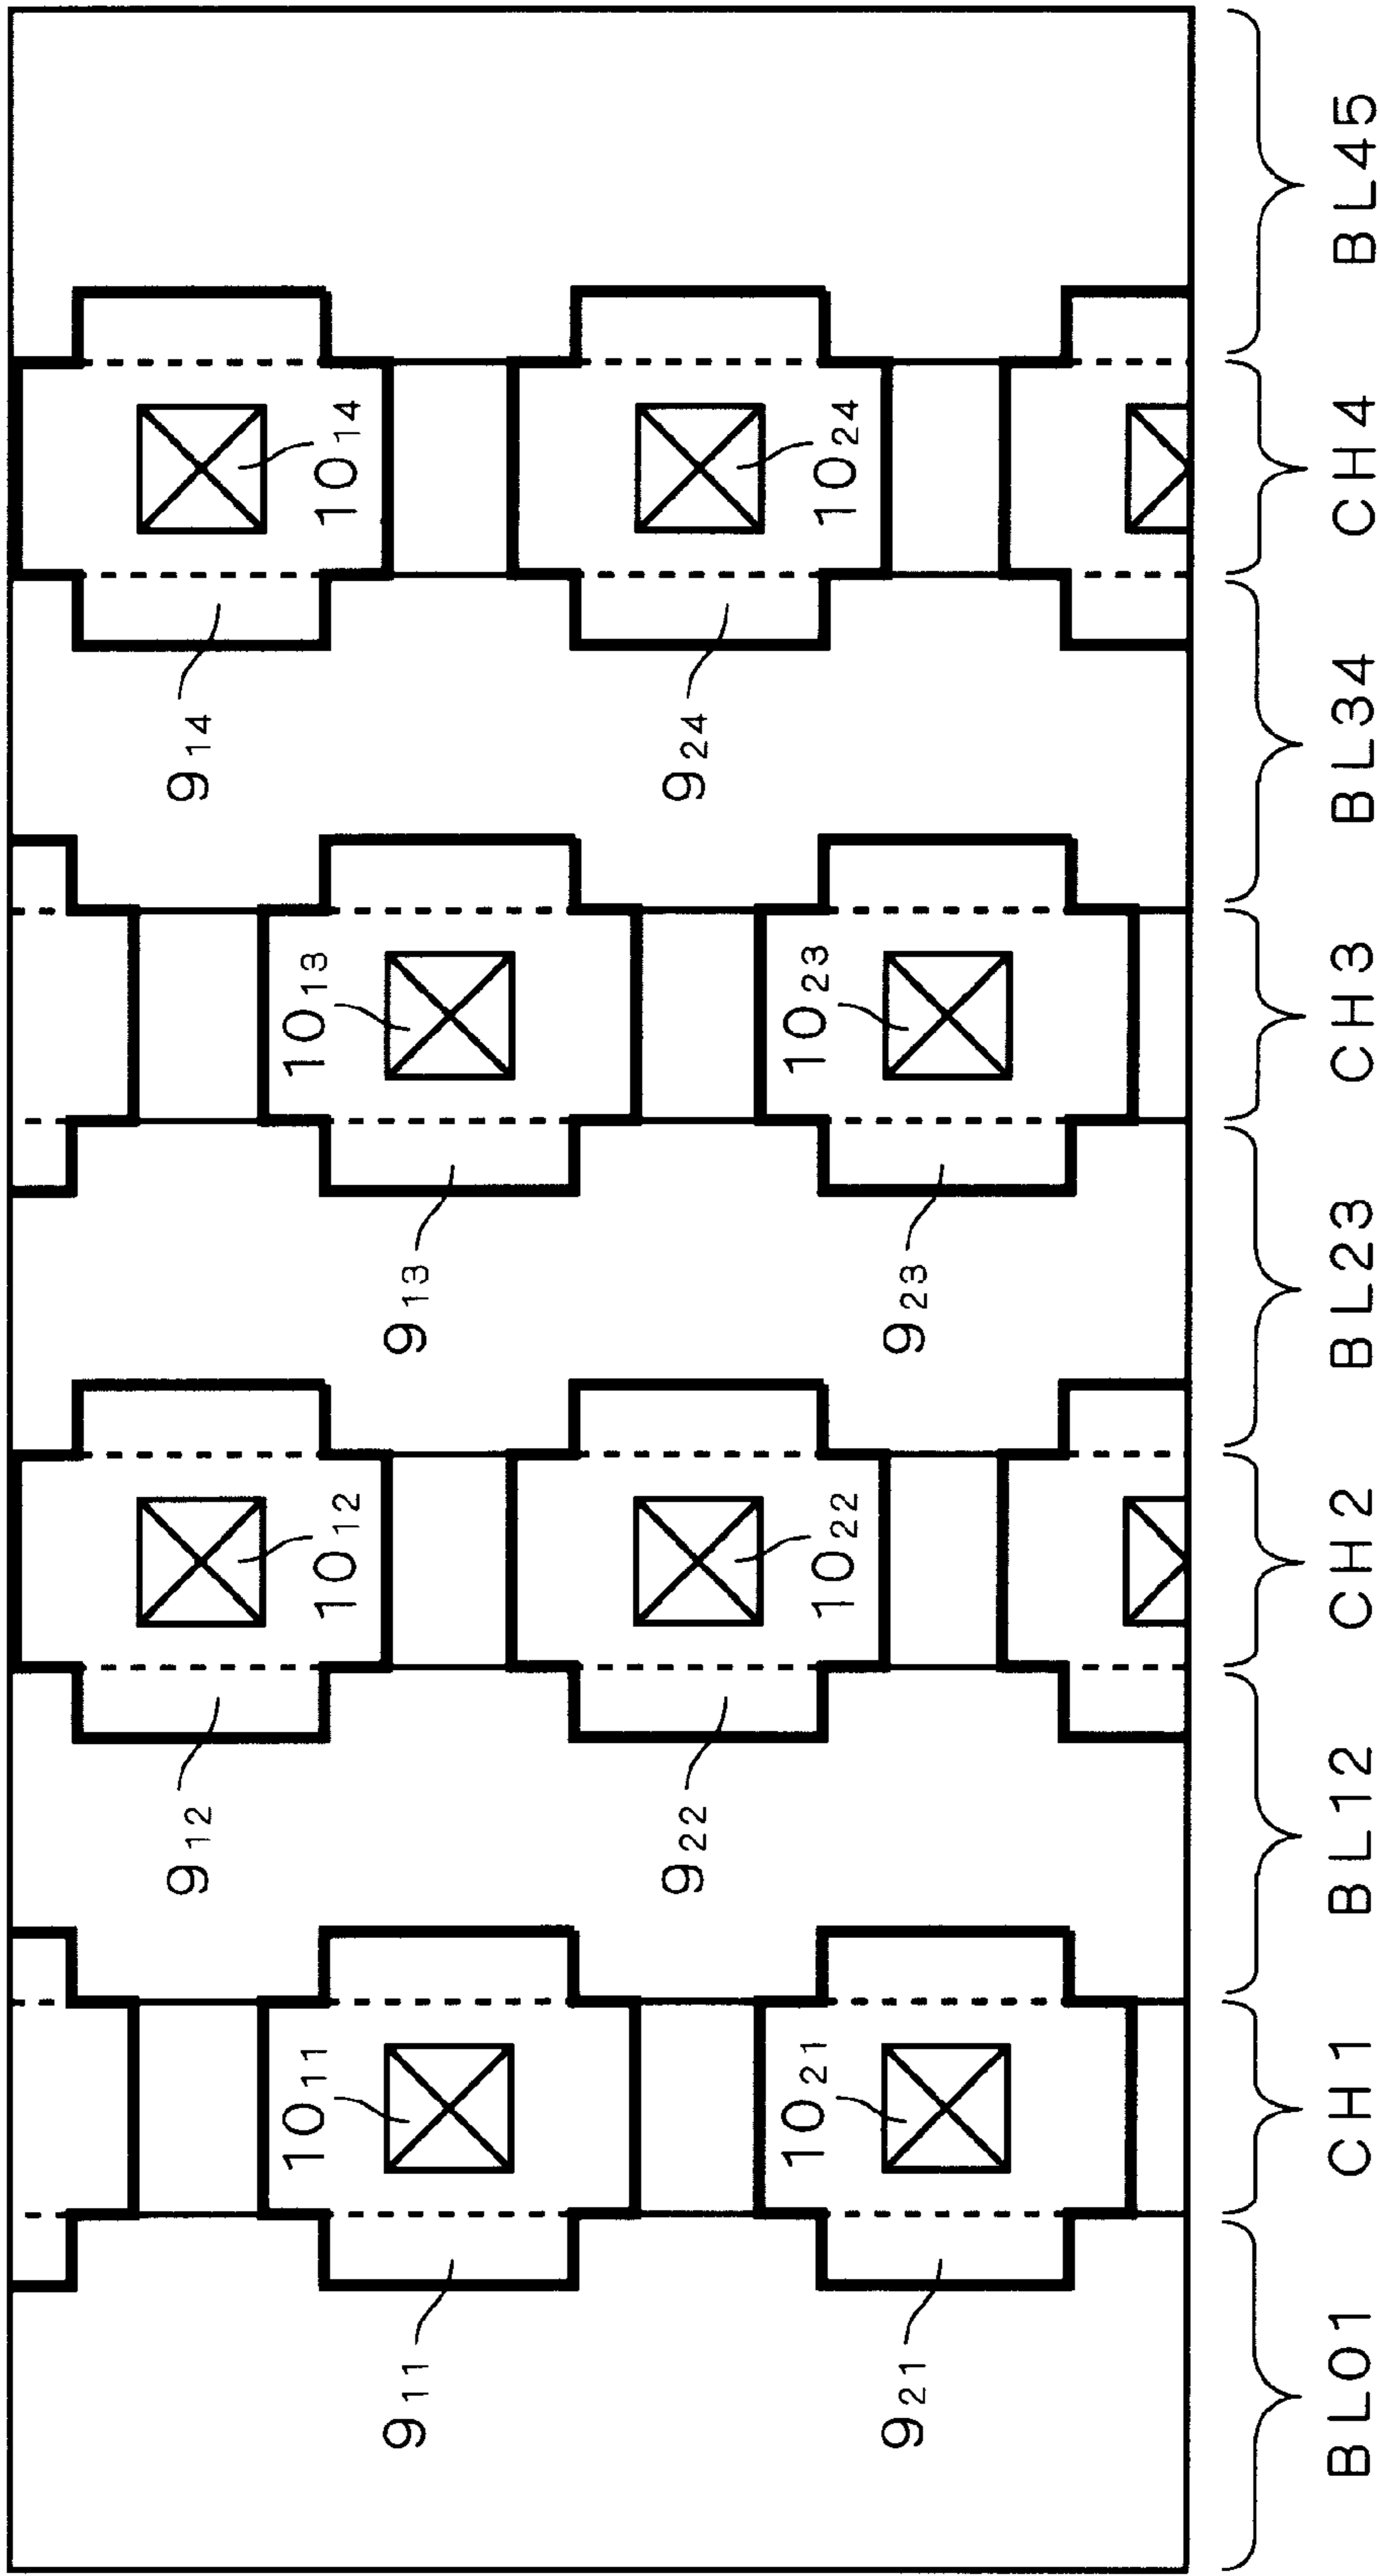 10₁₄
10₂₄
9₁₄
9₂₄
10₁₃
10₂₃
9₁₃
9₂₃
10₁₂
10₂₂
9₁₂
9₂₂
10₁₁
10₂₁
9₁₁
9₂₁
BL01
CH1
BL12
CH2
BL23
CH3
BL34
CH4
BL45